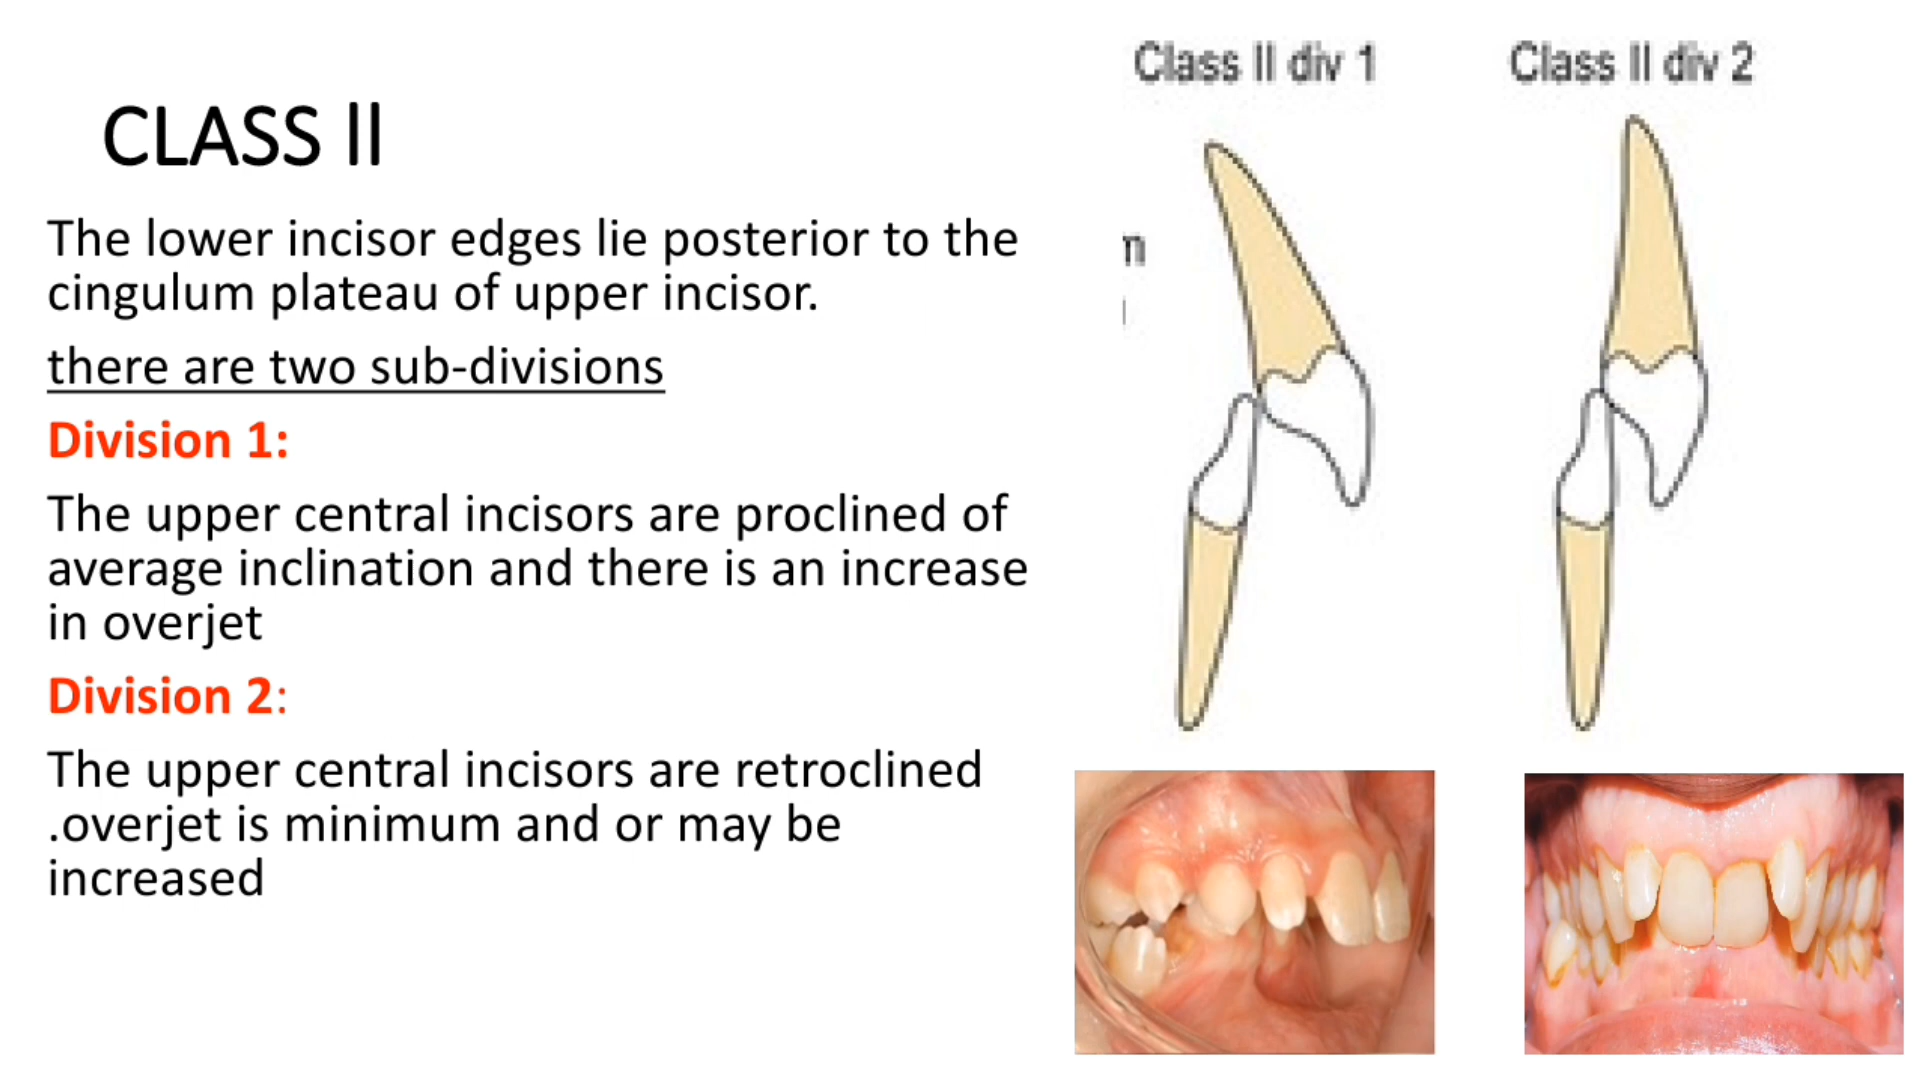 CLASS ll
The lower incisor edges lie posterior to the
cingulum plateau of upper incisor.
there are two sub-divisions
Division 1:
The upper central incisors are proclined of
average inclination and there is an increase
in overjet
Division 2:
The upper central incisors are retroclined
.overjet is minimum and or may be
increased
Class II div 1
Class II div 2
n